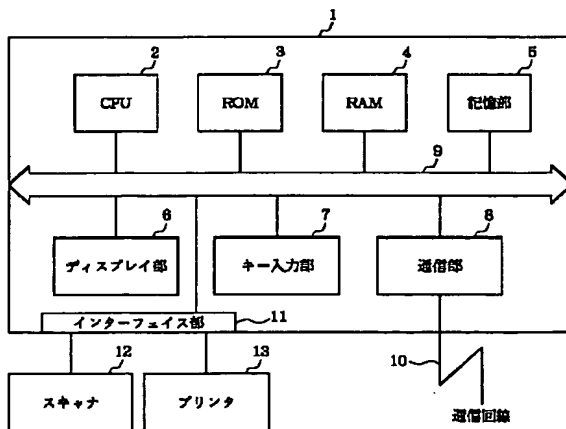 1
2
3
4
5
CPU
ROM
RAM
記憶部
9
6
7
8
ディスプレイ部
キー入力部
通信部
インターフェイス部
11
12
13
10
スキャナ
プリンタ
通信回線